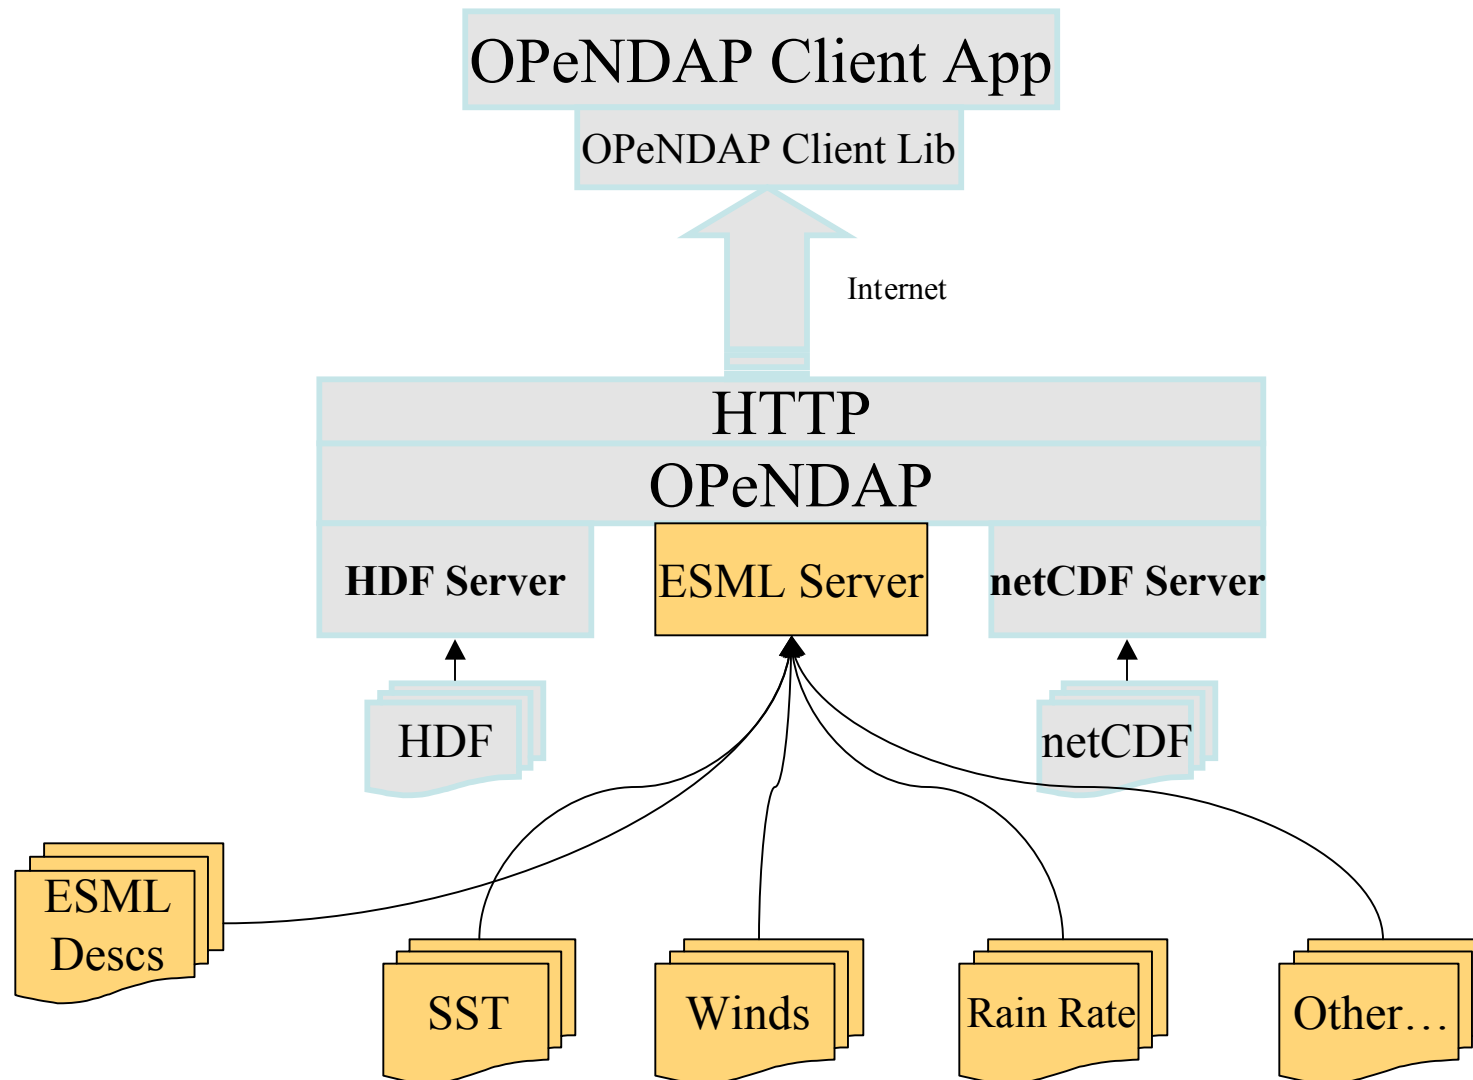 OPeNDAP Client App
OPeNDAP Client Lib
Internet
HTTP
OPeNDAP
HDF Server
ESML Server
netCDF Server
HDF
netCDF
ESML
Descs
SST
Winds
Rain Rate
Other…